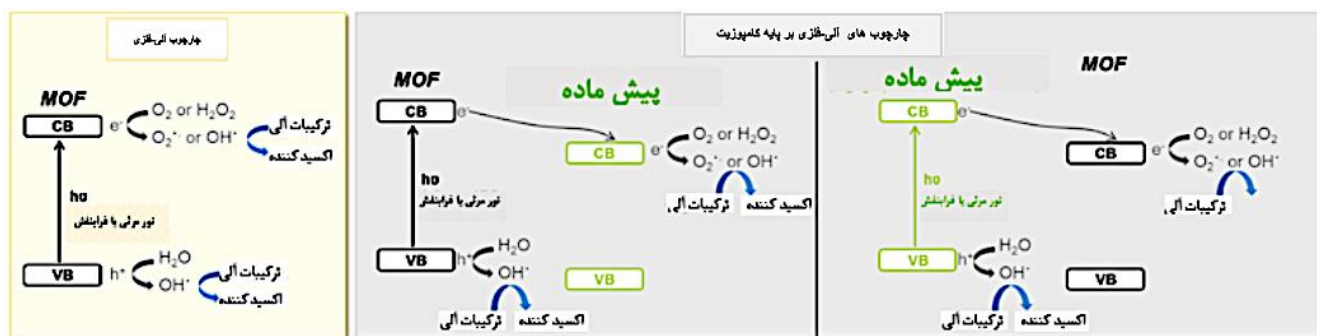 چارچوب آلی-فلزی
MOF
CB e- O₂ or H₂O₂
O₂•- or OH•
ترکیبات آلی
اکسید کننده
hʋ
نور مرئی یا فرابنفش
VB h+ H₂O
OH•
ترکیبات آلی
اکسید کننده
چارچوب های آلی-فلزی بر پایه کامپوزیت
MOF
پیش ماده
CB e-
CB e- O₂ or H₂O₂
O₂•- or OH•
ترکیبات آلی اکسید کننده
hʋ
نور مرئی یا فرابنفش
VB h+ H₂O
OH•
VB
ترکیبات آلی اکسید کننده
پیش ماده
MOF
CB e-
CB e- O₂ or H₂O₂
O₂•- or OH•
ترکیبات آلی
hʋ
نور مرئی یا فرابنفش
VB h+ H₂O
OH•
VB
ترکیبات آلی اکسید کننده